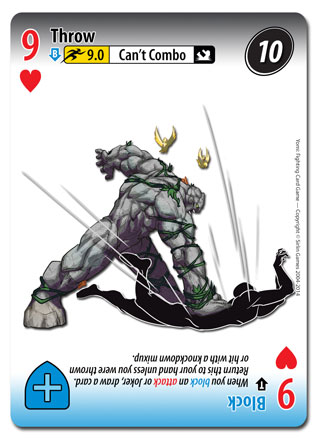 9 Throw
B 9.0 Can't Combo
10
Yomi Fighting Card Game — Copyright © Sirlin Games 2004-2014
9 Block
When you block an attack or Joker, draw a card.
Return this to your hand unless you were thrown
or hit with a knockdown mixup.